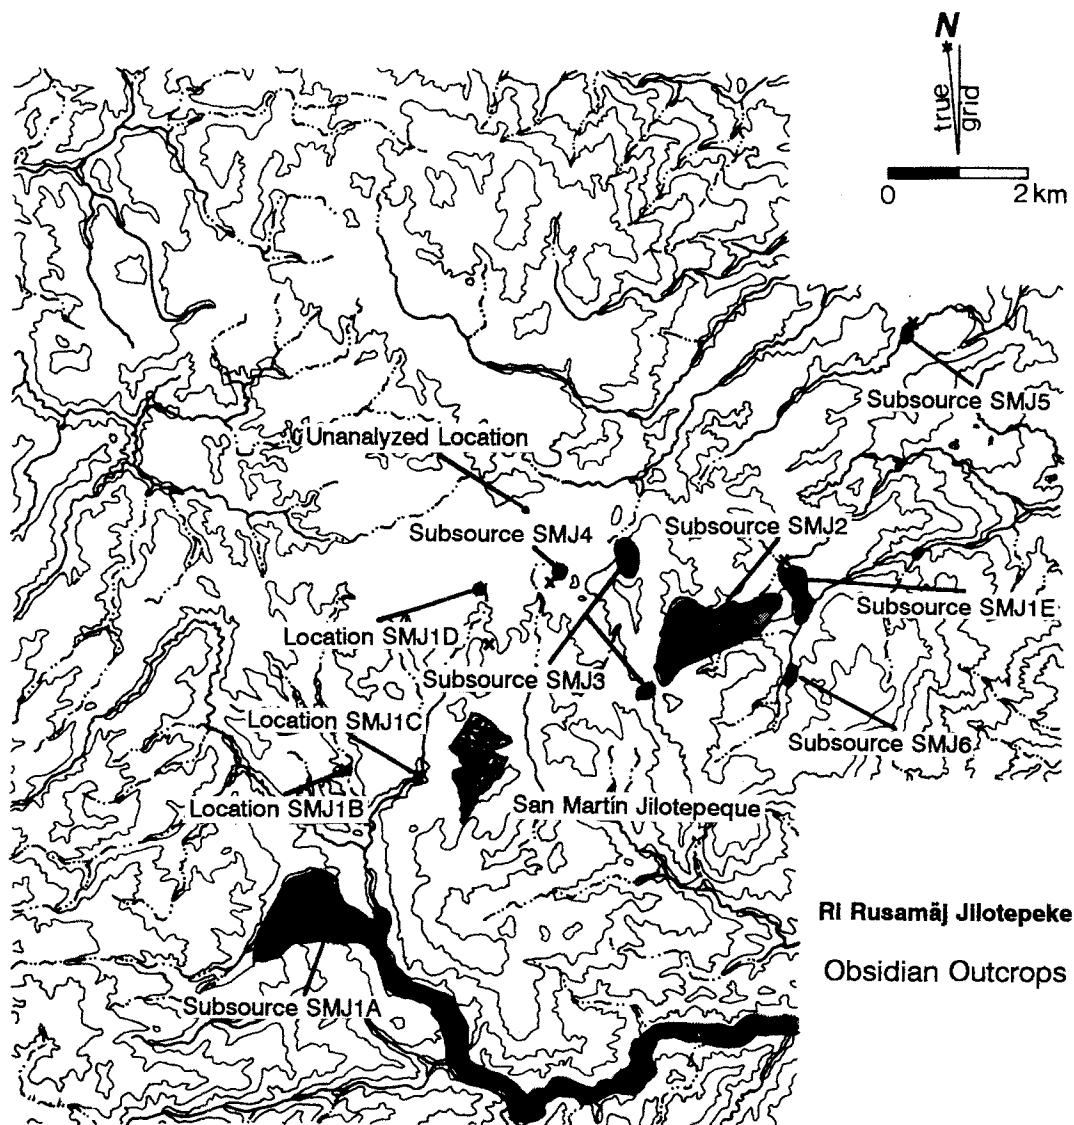 N
true
grid
0 2 km
Subsource SMJ5
Unanalyzed Location
Subsource SMJ4
Subsource SMJ2
Subsource SMJ1E
Location SMJ1D
Subsource SMJ3
Location SMJ1C
Subsource SMJ6
Location SMJ1B
San Martín Jilotepeque
Ri Rusamäj Jilotepeke
Obsidian Outcrops
Subsource SMJ1A